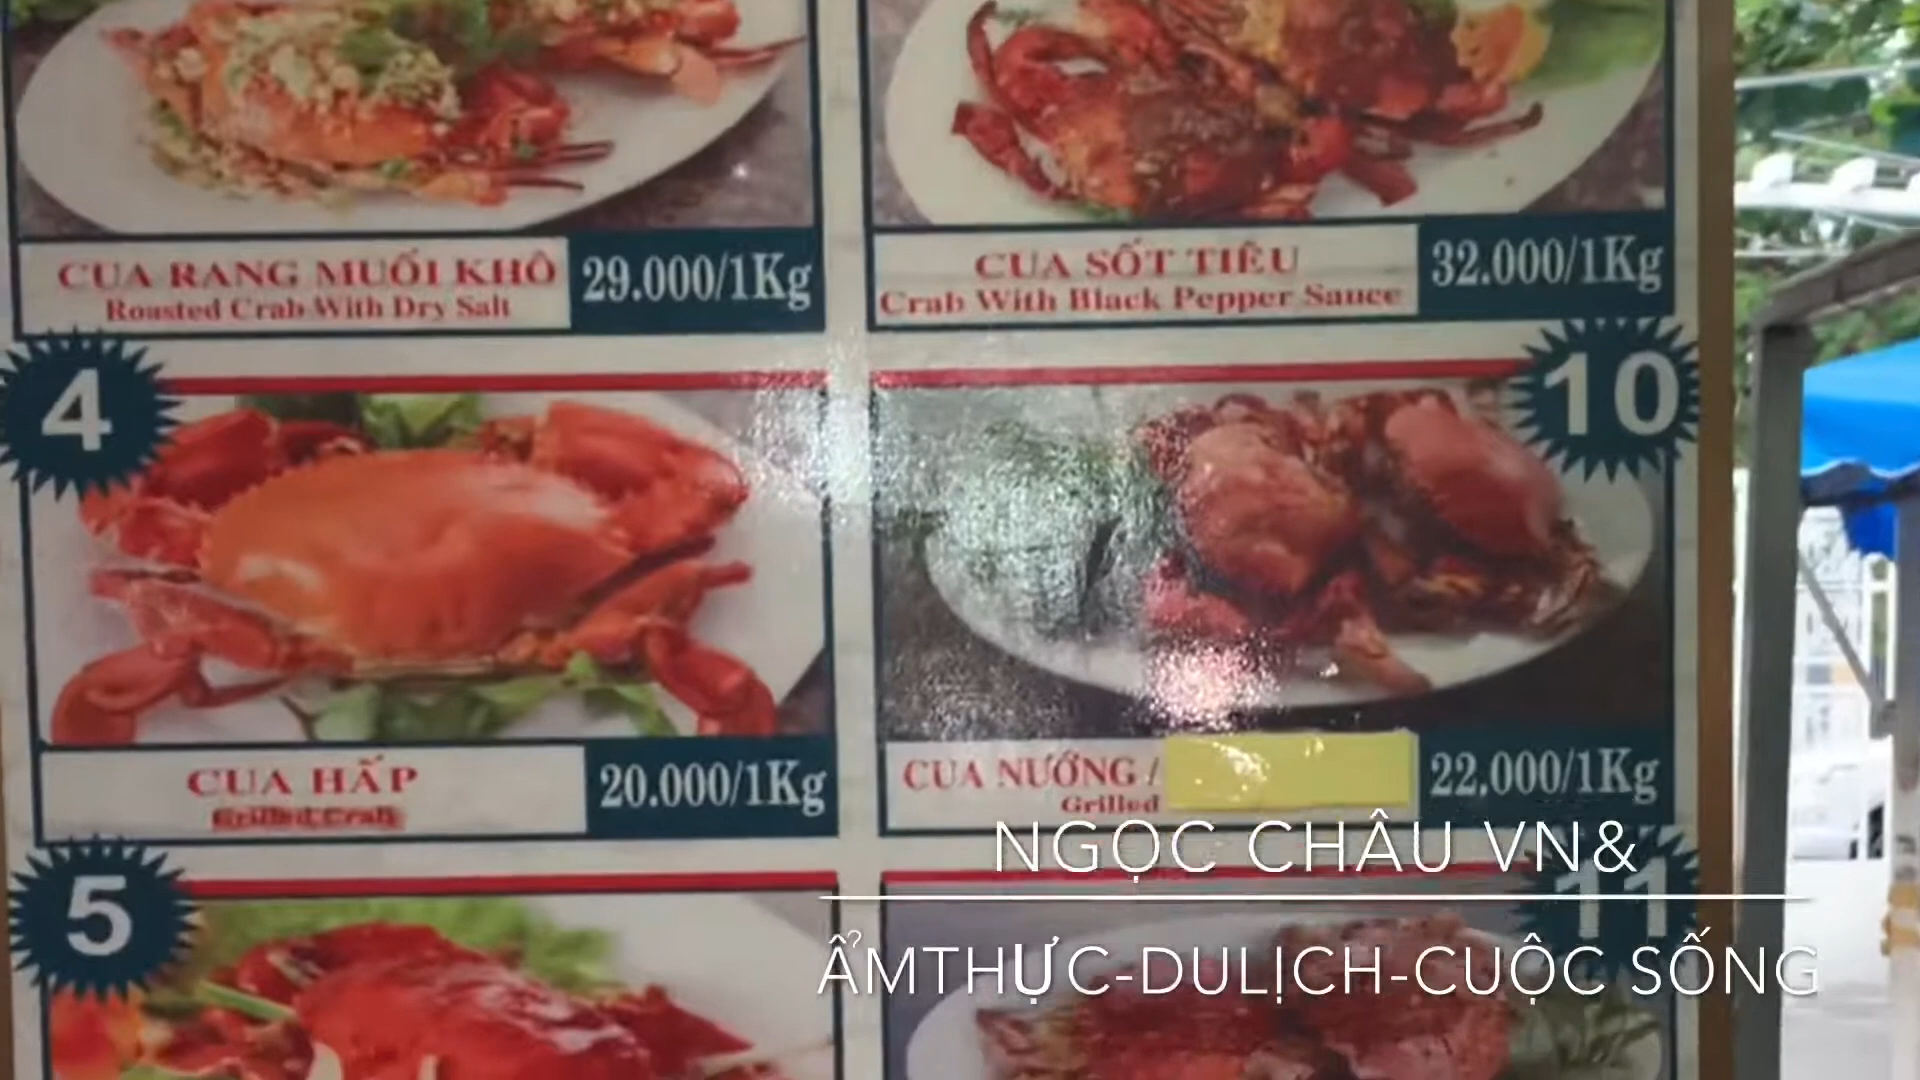 CUA RANG MUỐI KHÔ
Roasted Crab With Dry Salt
29.000/1Kg
CUA SỐT TIÊU
Crab With Black Pepper Sauce
32.000/1Kg
4
10
CUA HẤP
Grilled Crab
20.000/1Kg
CUA NƯỚNG /
Grilled
22.000/1Kg
NGỌC CHÂU VN&
5
11
ẨMTHỰC-DULỊCH-CUỘC SỐNG